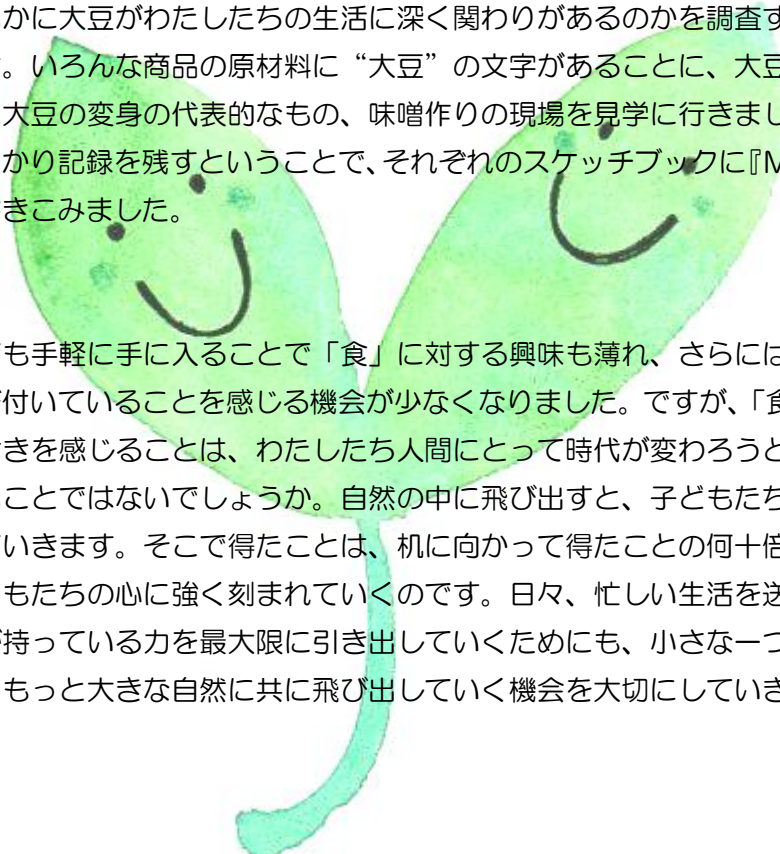 かに大豆がわたしたちの生活に深く関わりがあるのかを調査す
。いろんな商品の原材料に“大豆”の文字があることに、大豆
大豆の変身の代表的なもの、味噌作りの現場を見学に行きまし
かり記録を残すということで、それぞれのスケッチブックに『M
きこみました。
も手軽に手に入ることで「食」に対する興味も薄れ、さらには
付いていることを感じる機会が少なくなりました。ですが、「食
きを感じることは、わたしたち人間にとって時代が変わろうと
ことではないでしょうか。自然の中に飛び出すと、子どもたち
いきます。そこで得たことは、机に向かって得たことの何十倍
もたちの心に強く刻まれていくのです。日々、忙しい生活を送
持っている力を最大限に引き出していくためにも、小さな一つ
もっと大きな自然に共に飛び出していく機会を大切にしていき